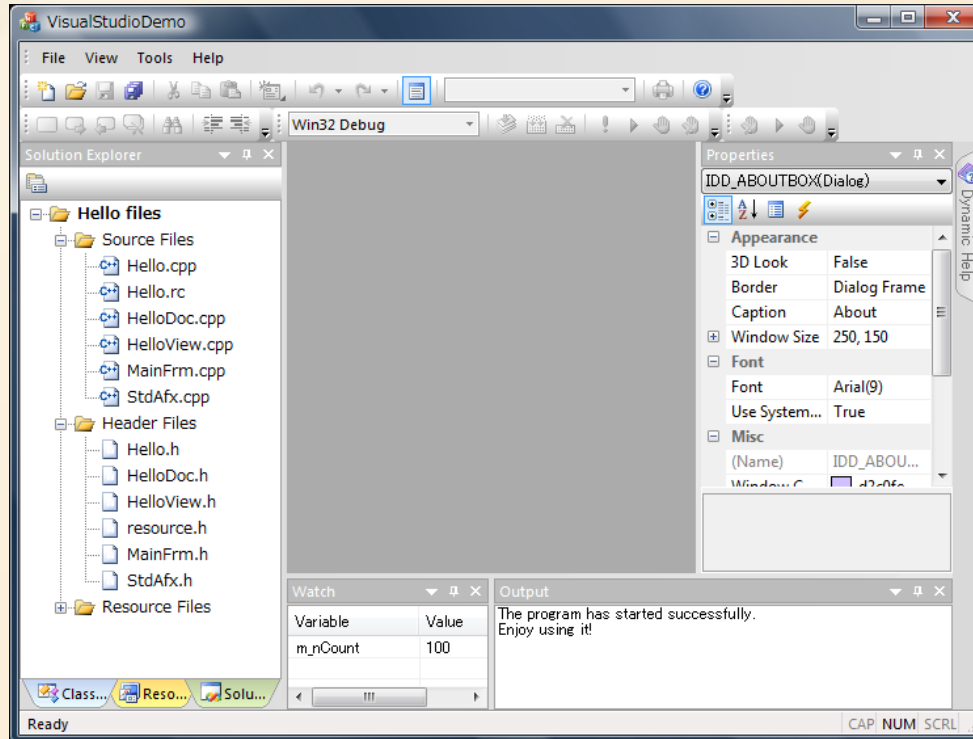 VisualStudioDemo
File View Tools Help
Win32 Debug
Solution Explorer
Hello files
Source Files
Hello.cpp
Hello.rc
HelloDoc.cpp
HelloView.cpp
MainFrm.cpp
StdAfx.cpp
Header Files
Hello.h
HelloDoc.h
HelloView.h
resource.h
MainFrm.h
StdAfx.h
Resource Files
Class... Reso... Solu...
Watch
Variable Value
m_nCount 100
Output
The program has started successfully.
Enjoy using it!
Properties
IDD_ABOUTBOX(Dialog)
Appearance
3D Look False
Border Dialog Frame
Caption About
Window Size 250, 150
Font
Font Arial(9)
Use System... True
Misc
(Name) IDD_ABOU...
Window C...
Dynamic Help
Ready CAP NUM SCRL